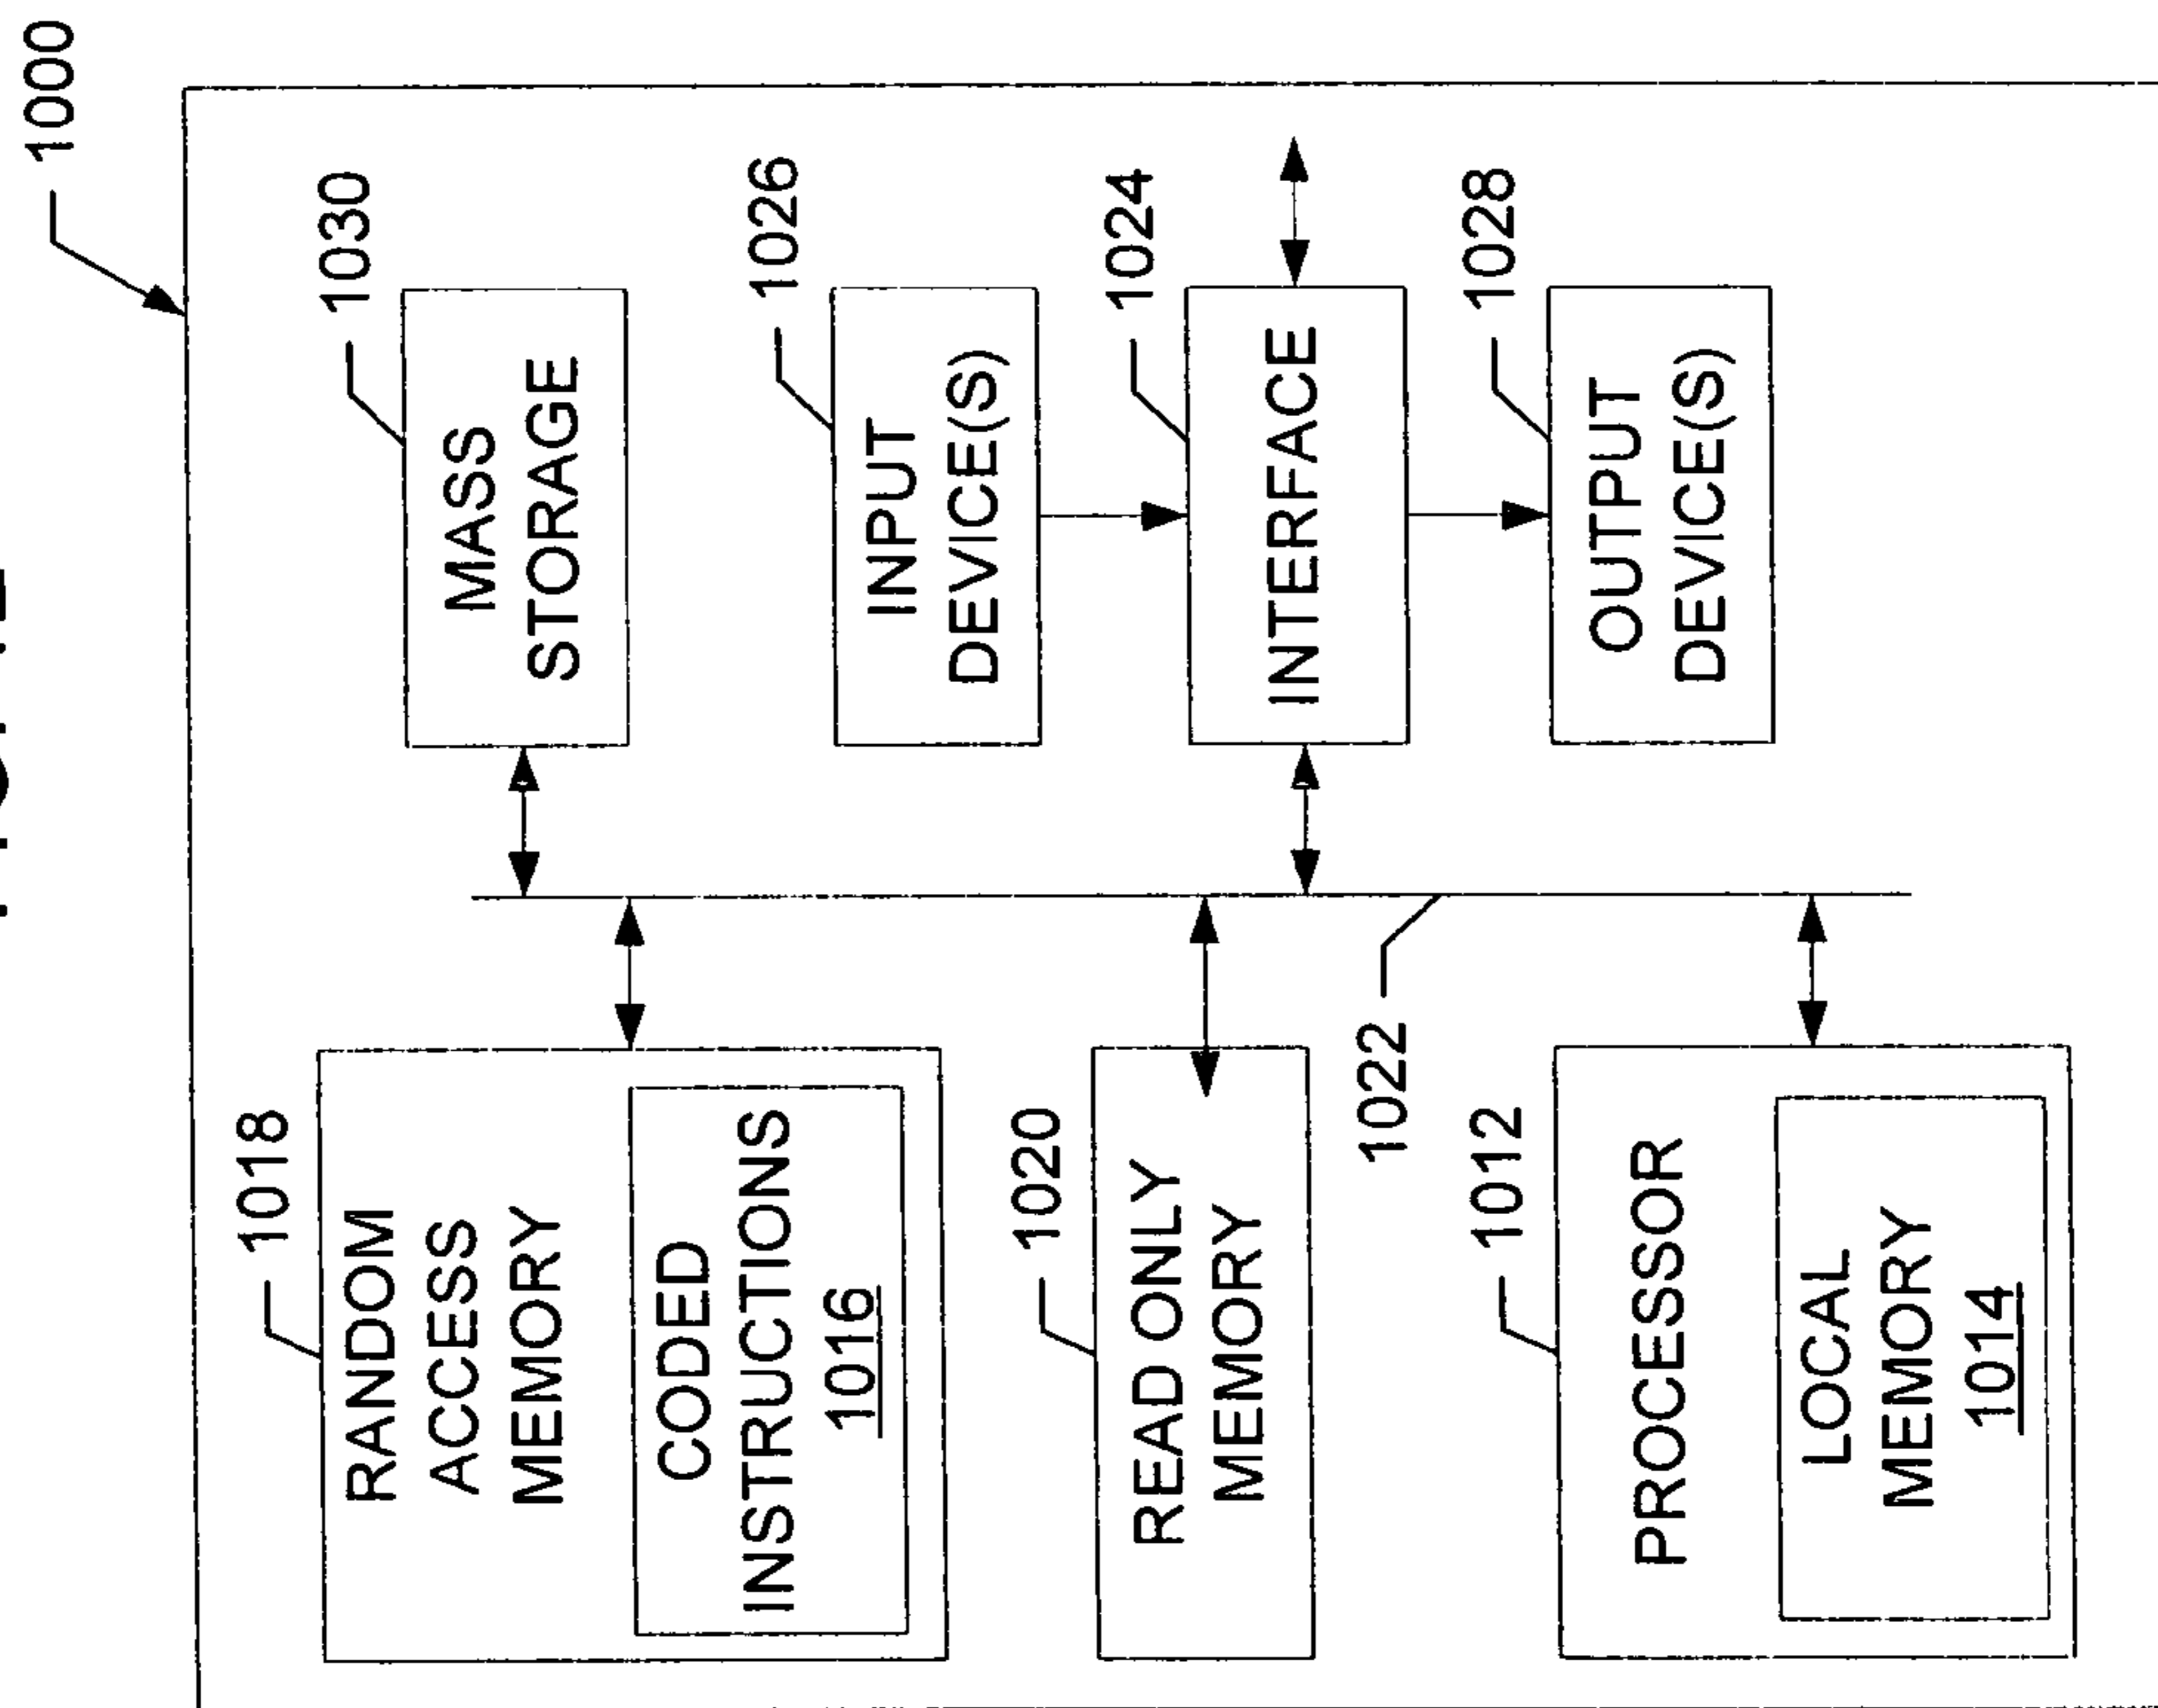 1000
1018
RANDOM
ACCESS
MEMORY
CODED
INSTRUCTIONS
1016
1030
MASS
STORAGE
1020
READ ONLY
MEMORY
1026
INPUT
DEVICE(S)
1024
INTERFACE
1022
1012
PROCESSOR
LOCAL
MEMORY
1014
1028
OUTPUT
DEVICE(S)